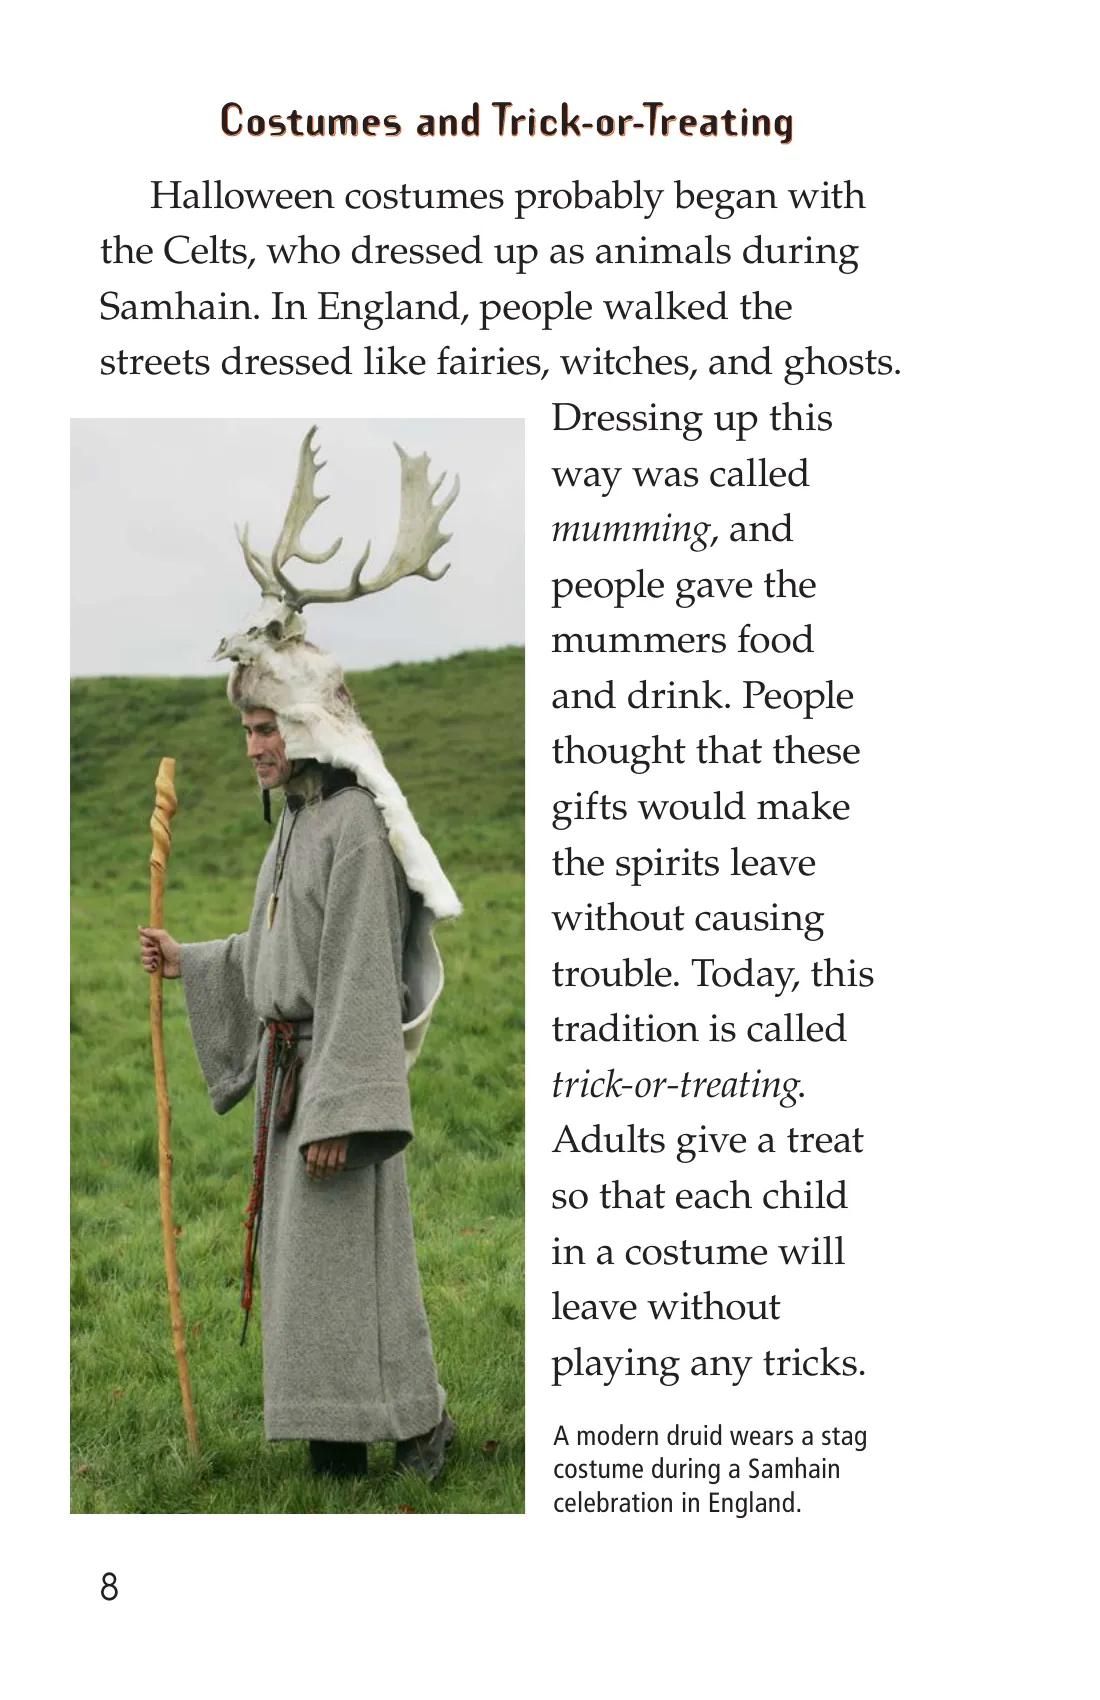 Costumes and Trick-or-Treating
Halloween costumes probably began with
the Celts, who dressed up as animals during
Samhain. In England, people walked the
streets dressed like fairies, witches, and ghosts.
Dressing up this
way was called
mumming, and
people gave the
mummers food
and drink. People
thought that these
gifts would make
the spirits leave
without causing
trouble. Today, this
tradition is called
trick-or-treating.
Adults give a treat
so that each child
in a costume will
leave without
playing any tricks.
A modern druid wears a stag
costume during a Samhain
celebration in England.
8